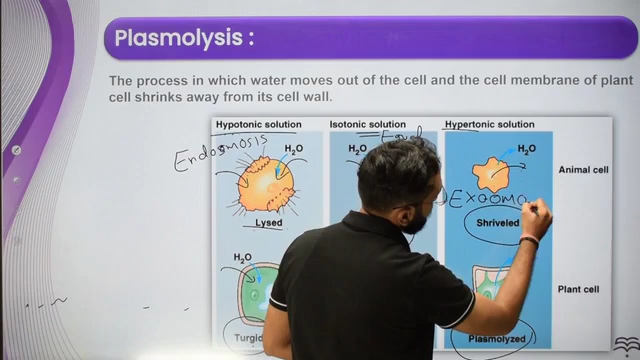 Plasmolysis :
The process in which water moves out of the cell and the cell membrane of plant
cell shrinks away from its cell wall.
Hypotonic solution
Isotonic solution
Hypertonic solution
Endosmosis
Equal
H₂O
H₂O
H₂O
Animal cell
Lysed
Shriveled
H₂O
Plant cell
Plasmolyzed